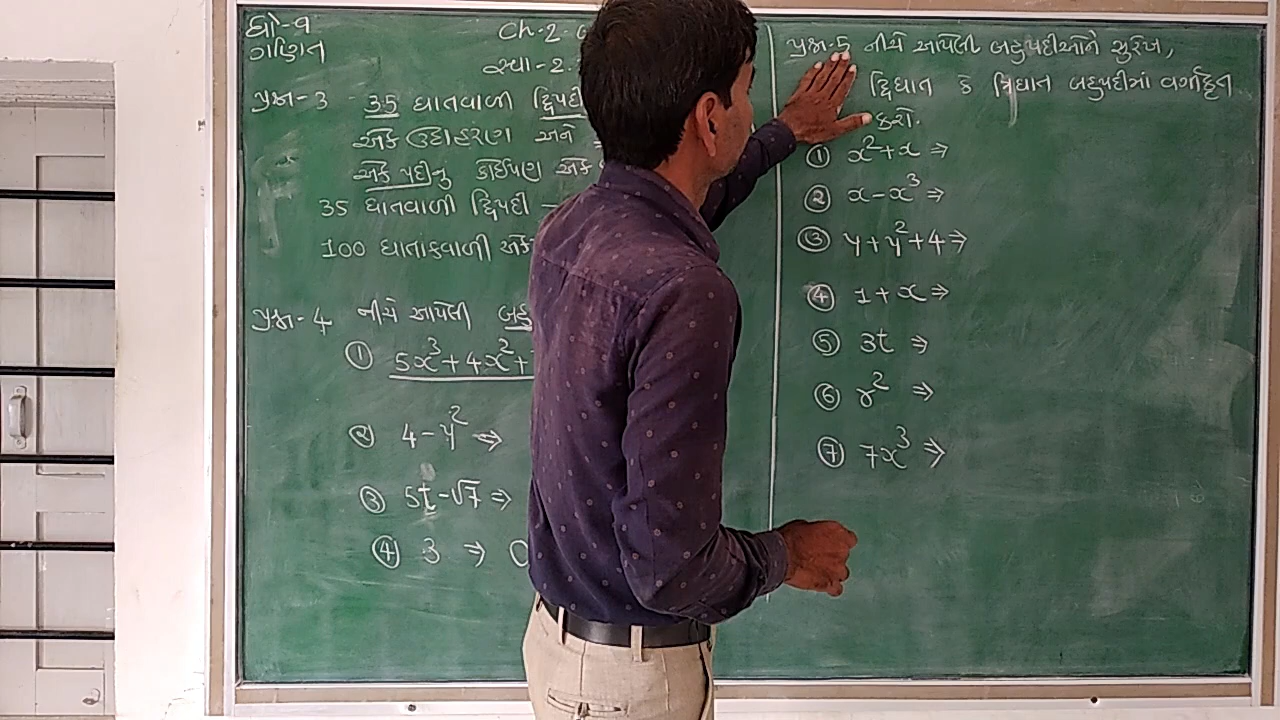 ધો-૧
ગણિત
Ch-2.
સ્વા-2.
પ્રશ્ન-3 35 ઘાતવાળી દ્વિપદી
એક ઉદાહરણ અને
એક પદીનું કોઈપણ એક
35 ઘાતવાળી દ્વિપદી –
100 ઘાતાંકવાળી એક
પ્રશ્ન-4 નીચે આપેલી બહુ
① 5x³+4x²+
② 4-y² ⇒
③ 5t-√7 ⇒
④ 3 ⇒ 0
પ્રશ્ન-5 નીચે આપેલી બહુપદીઓને સુરેખ,
દ્વિઘાત કે ત્રિઘાત બહુપદીમાં વર્ગીકૃત
કરો.
① x²+x ⇒
② x-x³ ⇒
③ y+y²+4 ⇒
④ 1+x ⇒
⑤ 3t ⇒
⑥ r² ⇒
⑦ 7x³ ⇒